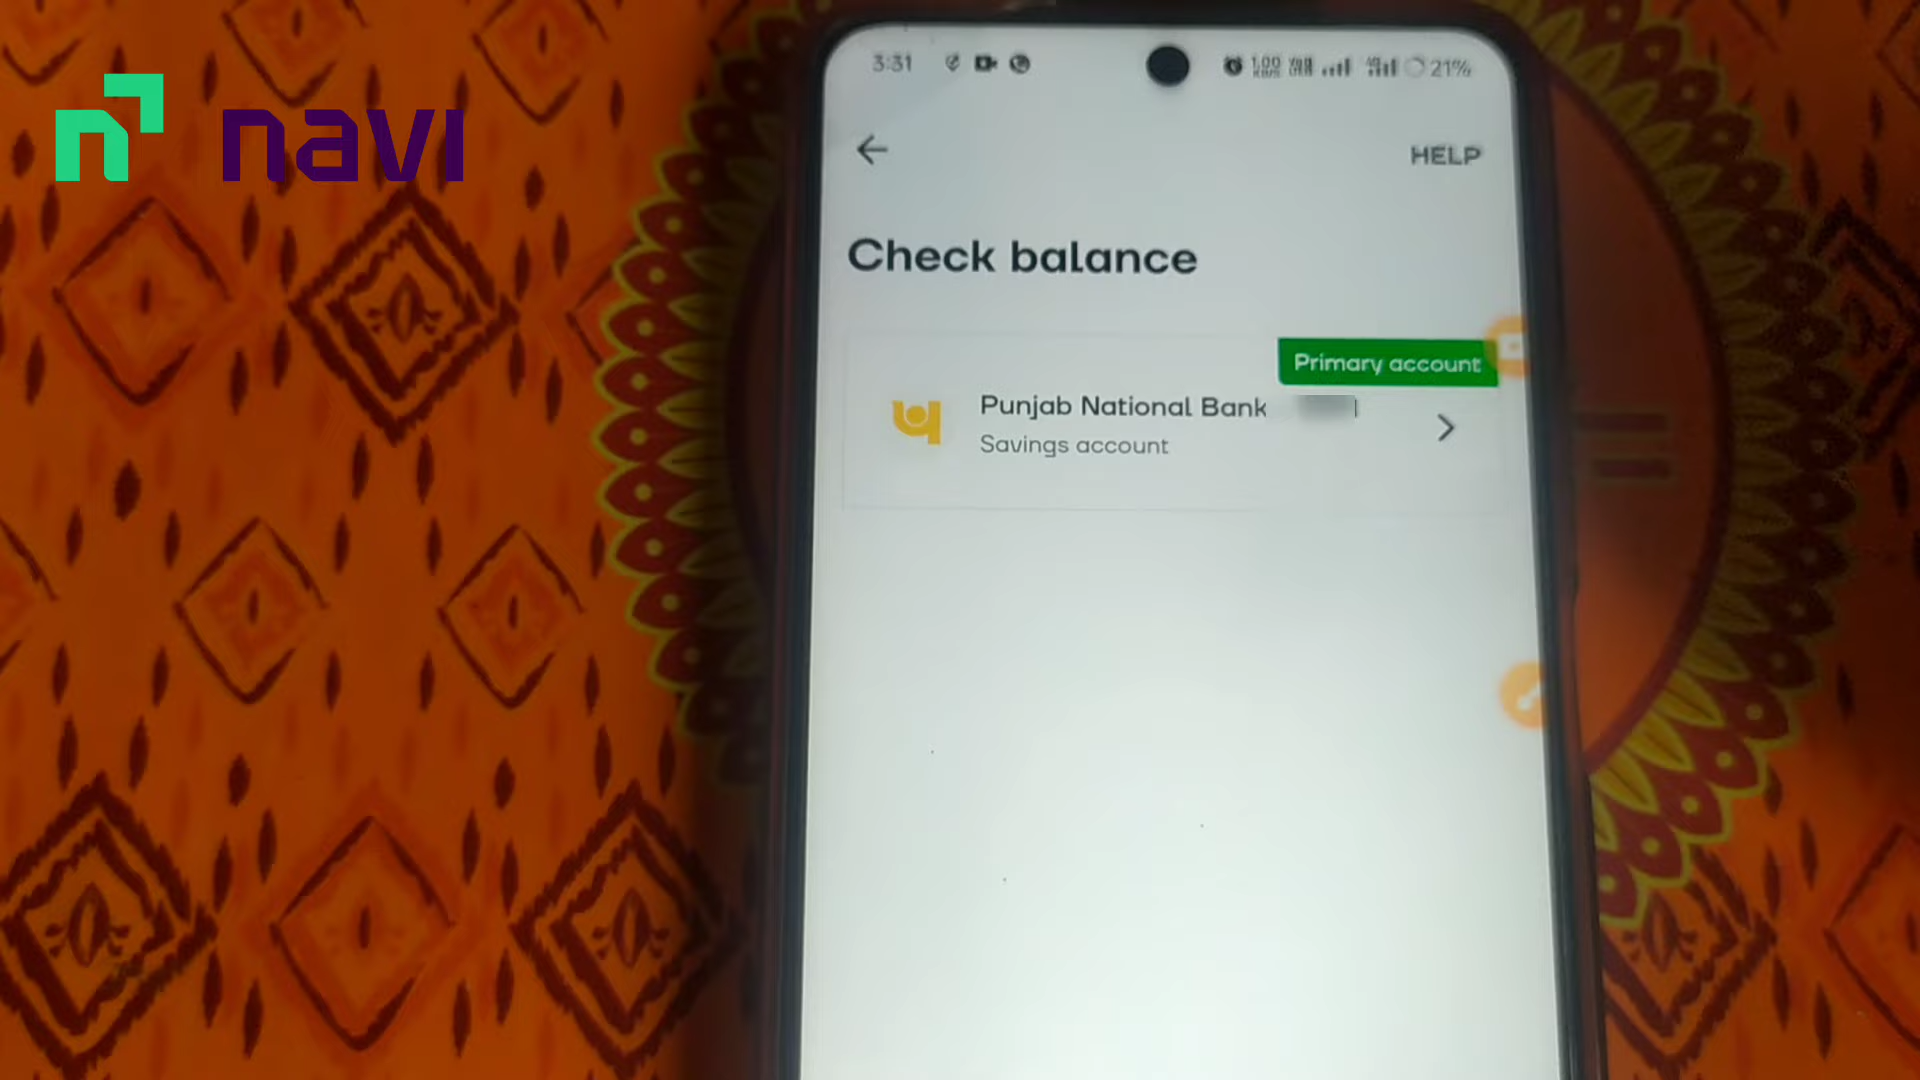 navi
3:31
21%
HELP
Check balance
Primary account
Punjab National Bank
Savings account